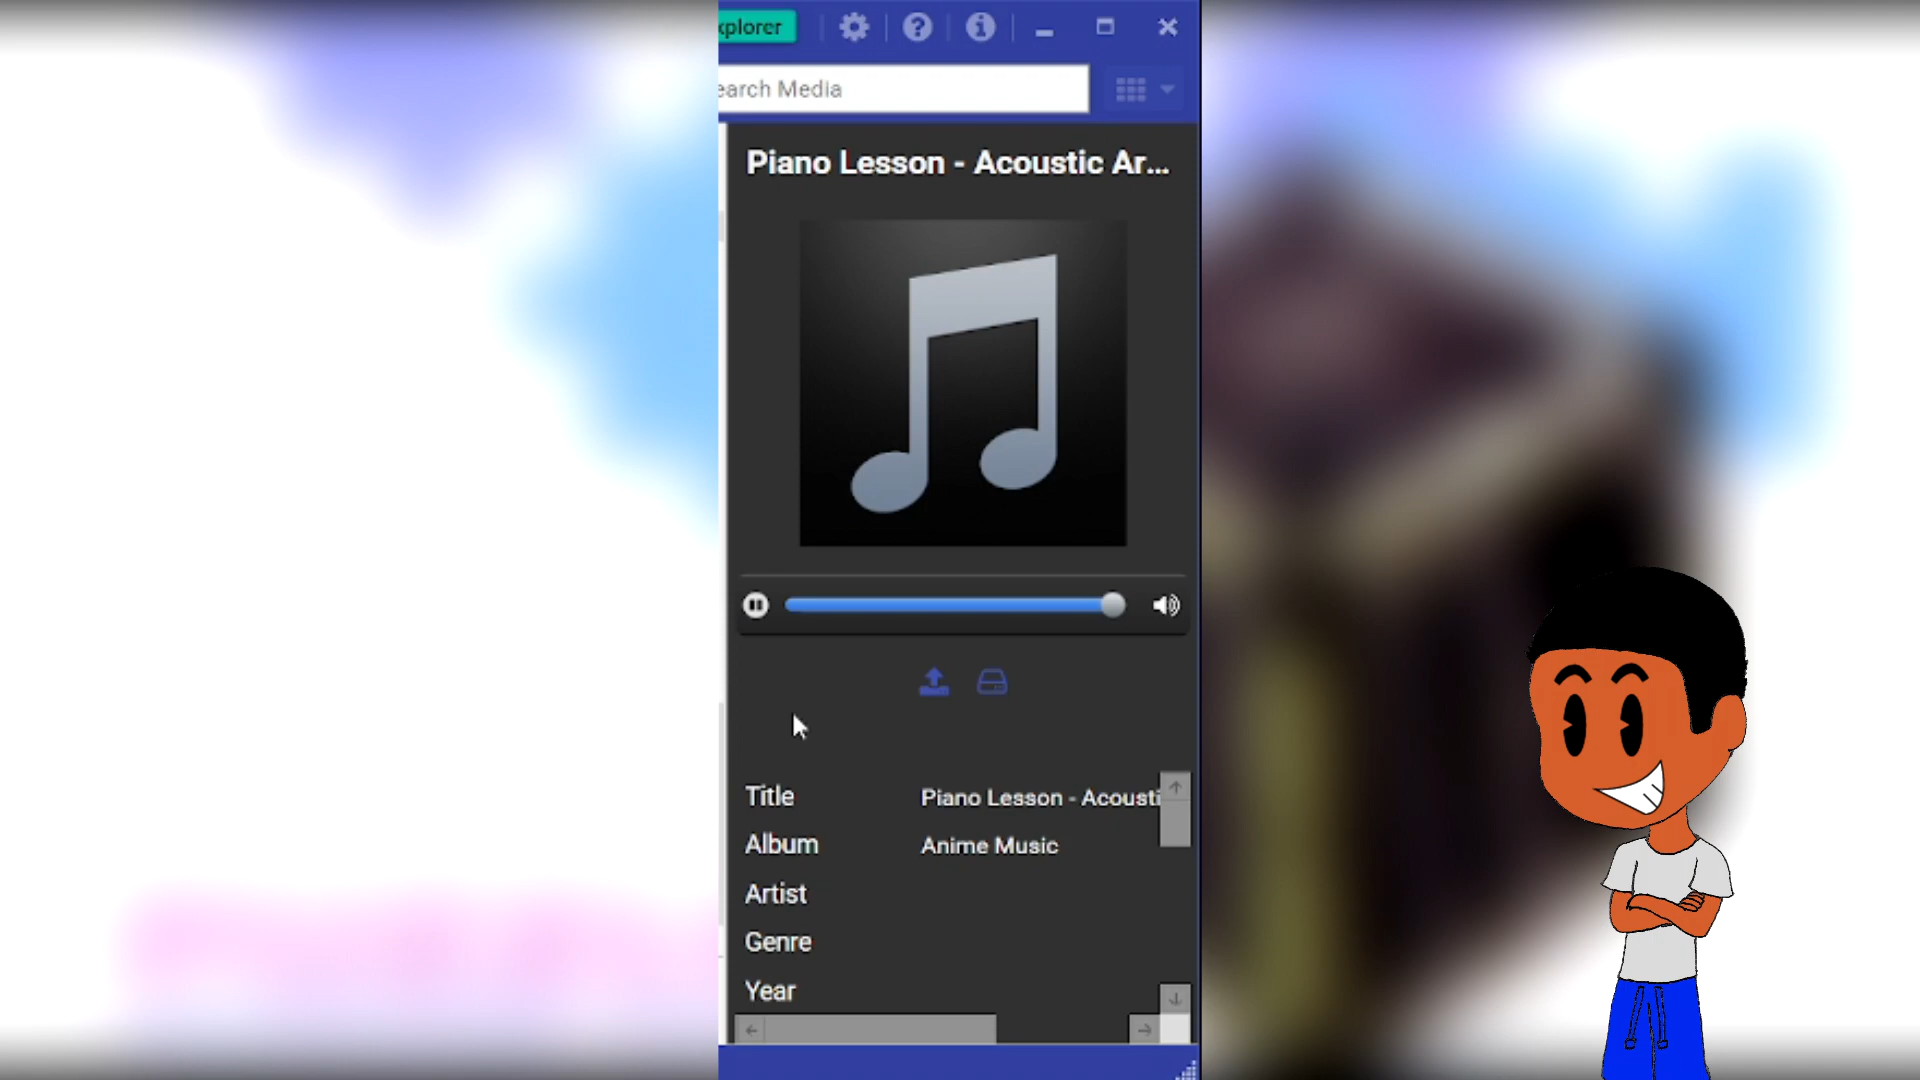 xplorer
earch Media
Piano Lesson - Acoustic Ar...
Title Piano Lesson - Acousti
Album Anime Music
Artist
Genre
Year